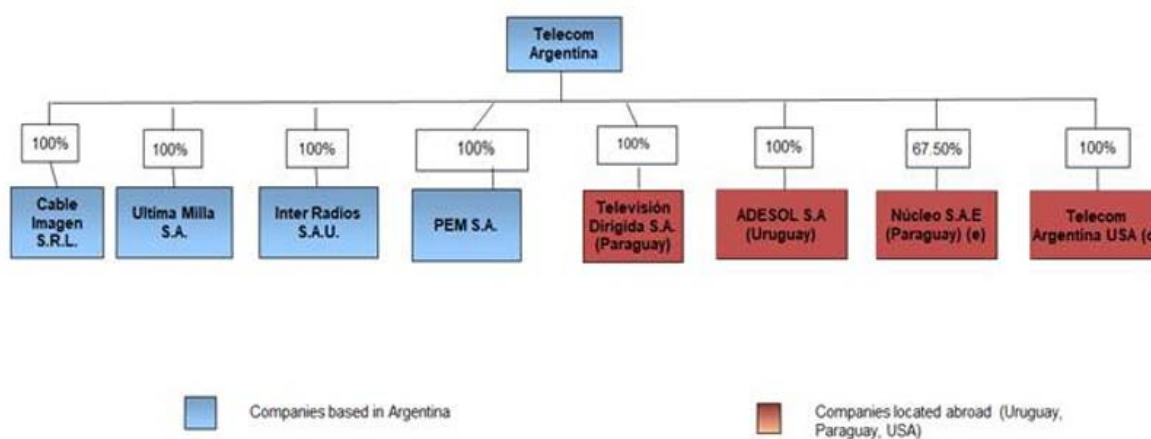 Telecom
Argentina
100%
100%
100%
100%
100%
100%
67.50%
100%
Cable
Imagen
S.R.L.
Ultima Milla
S.A.
Inter Radios
S.A.U.
PEM S.A.
Televisión
Dirigida S.A.
(Paraguay)
ADESOL S.A
(Uruguay)
Núcleo S.A.E
(Paraguay) (e)
Telecom
Argentina USA
Companies based in Argentina
Companies located abroad (Uruguay,
Paraguay, USA)